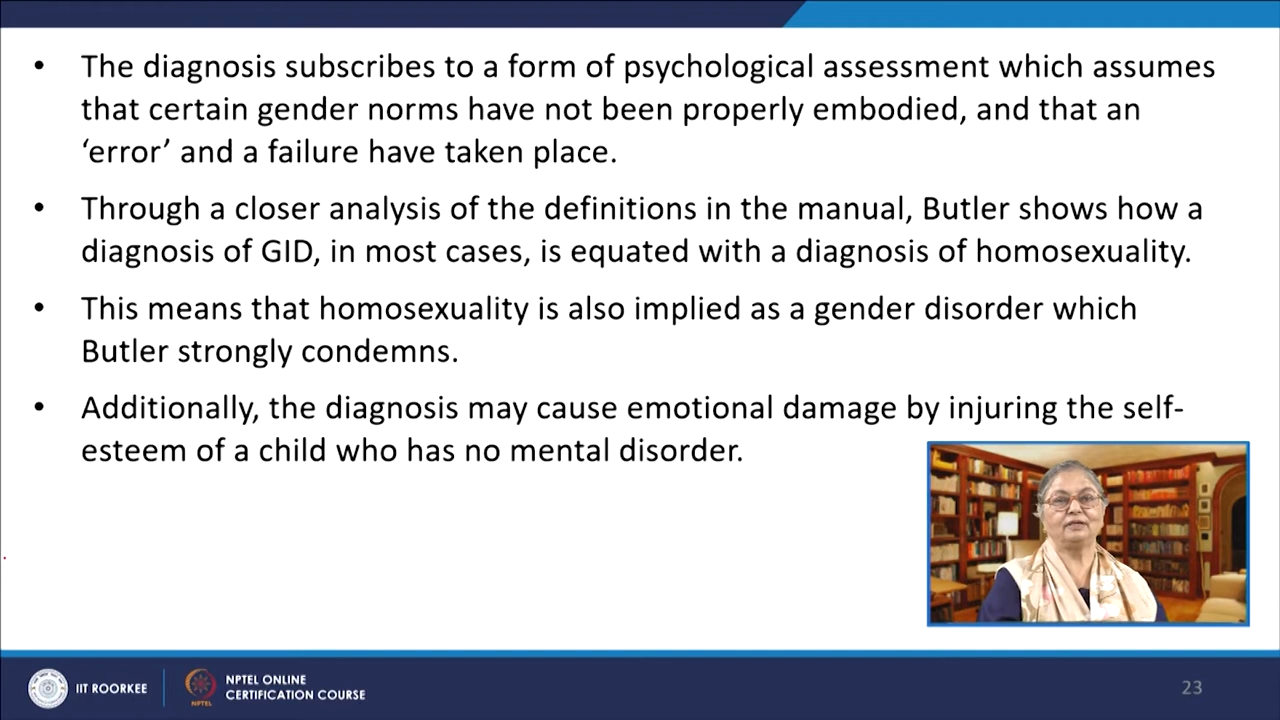 • The diagnosis subscribes to a form of psychological assessment which assumes
that certain gender norms have not been properly embodied, and that an
‘error’ and a failure have taken place.
• Through a closer analysis of the definitions in the manual, Butler shows how a
diagnosis of GID, in most cases, is equated with a diagnosis of homosexuality.
• This means that homosexuality is also implied as a gender disorder which
Butler strongly condemns.
• Additionally, the diagnosis may cause emotional damage by injuring the self-
esteem of a child who has no mental disorder.
IIT ROORKEE
NPTEL
NPTEL ONLINE
CERTIFICATION COURSE
23